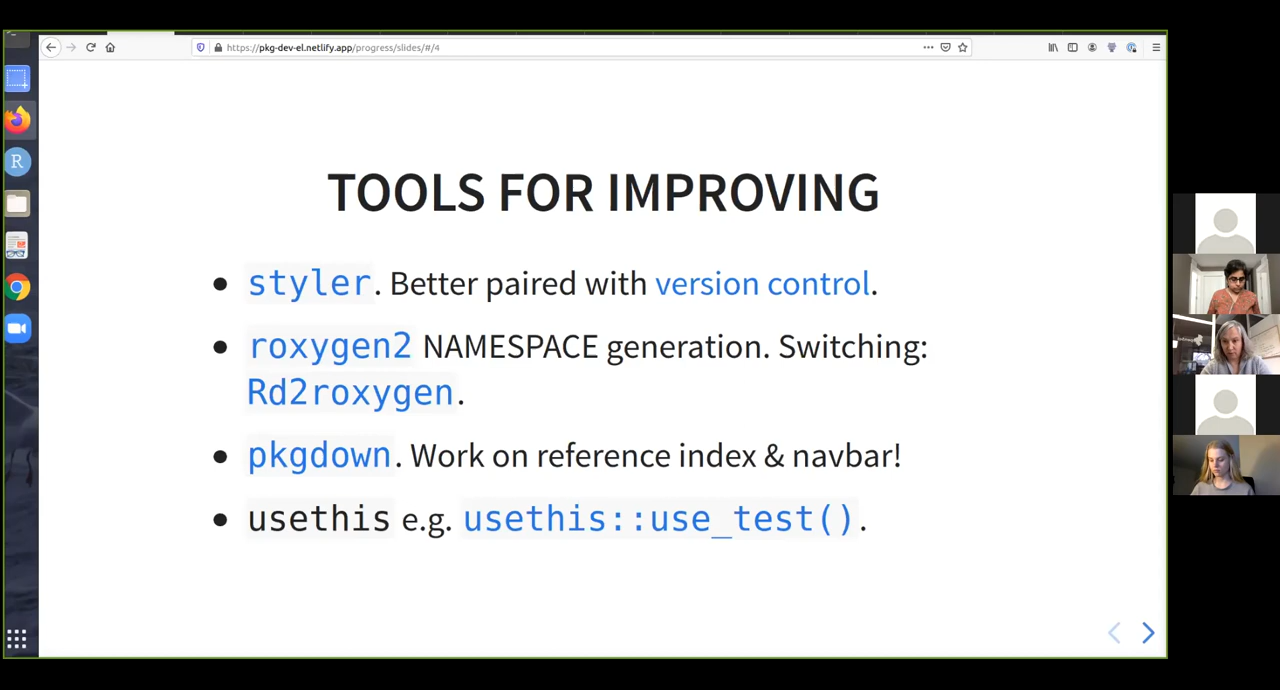 https://pkg-dev-el.netlify.app/progress/slides/#/4
TOOLS FOR IMPROVING
• styler. Better paired with version control.
• roxygen2 NAMESPACE generation. Switching:
Rd2roxygen.
• pkgdown. Work on reference index & navbar!
• usethis e.g. usethis::use_test().
R